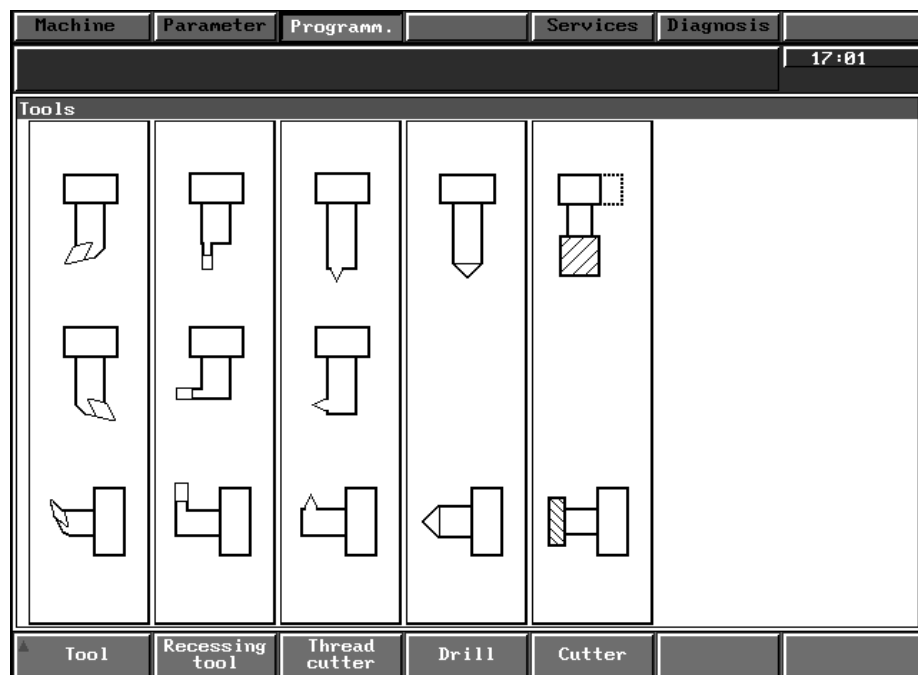 Machine Parameter Programm. Services Diagnosis
17:01
Tools
Tool Recessing tool Thread cutter Drill Cutter